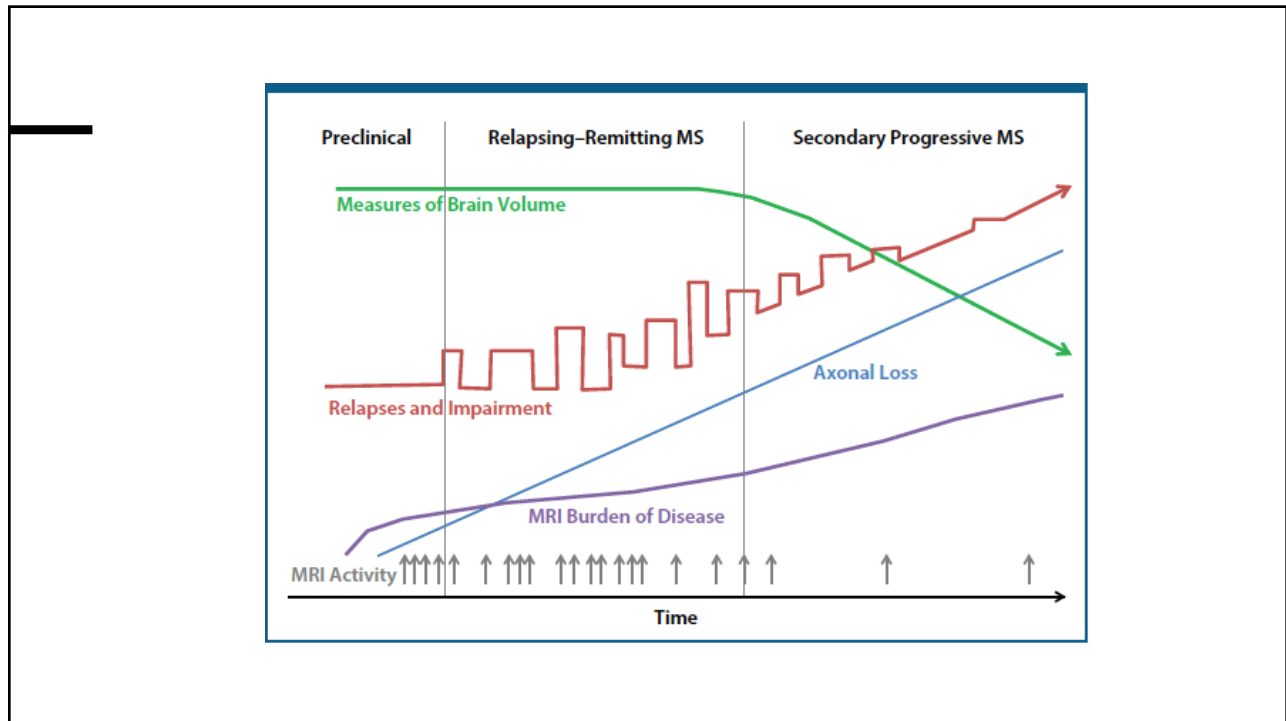 Preclinical
Relapsing–Remitting MS
Secondary Progressive MS
Measures of Brain Volume
Relapses and Impairment
Axonal Loss
MRI Burden of Disease
MRI Activity
Time